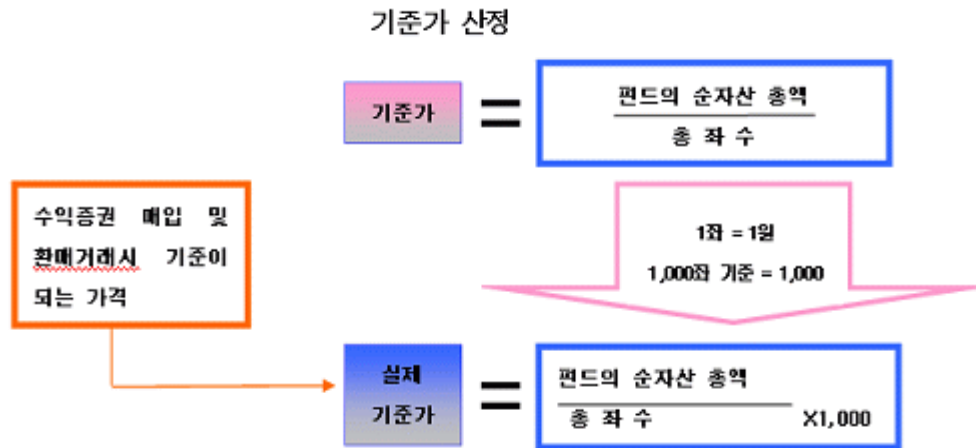 기준가 산정
기준가
=
펀드의 순자산 총액
총 좌 수
수익증권 매입 및
환매거래시 기준이
되는 가격
1좌 = 1원
1,000좌 기준 = 1,000
실제
기준가
=
펀드의 순자산 총액
총 좌 수 X1,000